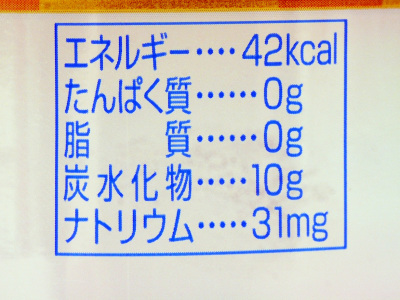 エネルギー････42kcal
たんぱく質･･････0g
脂質･･････0g
炭水化物･････10g
ナトリウム･････31mg